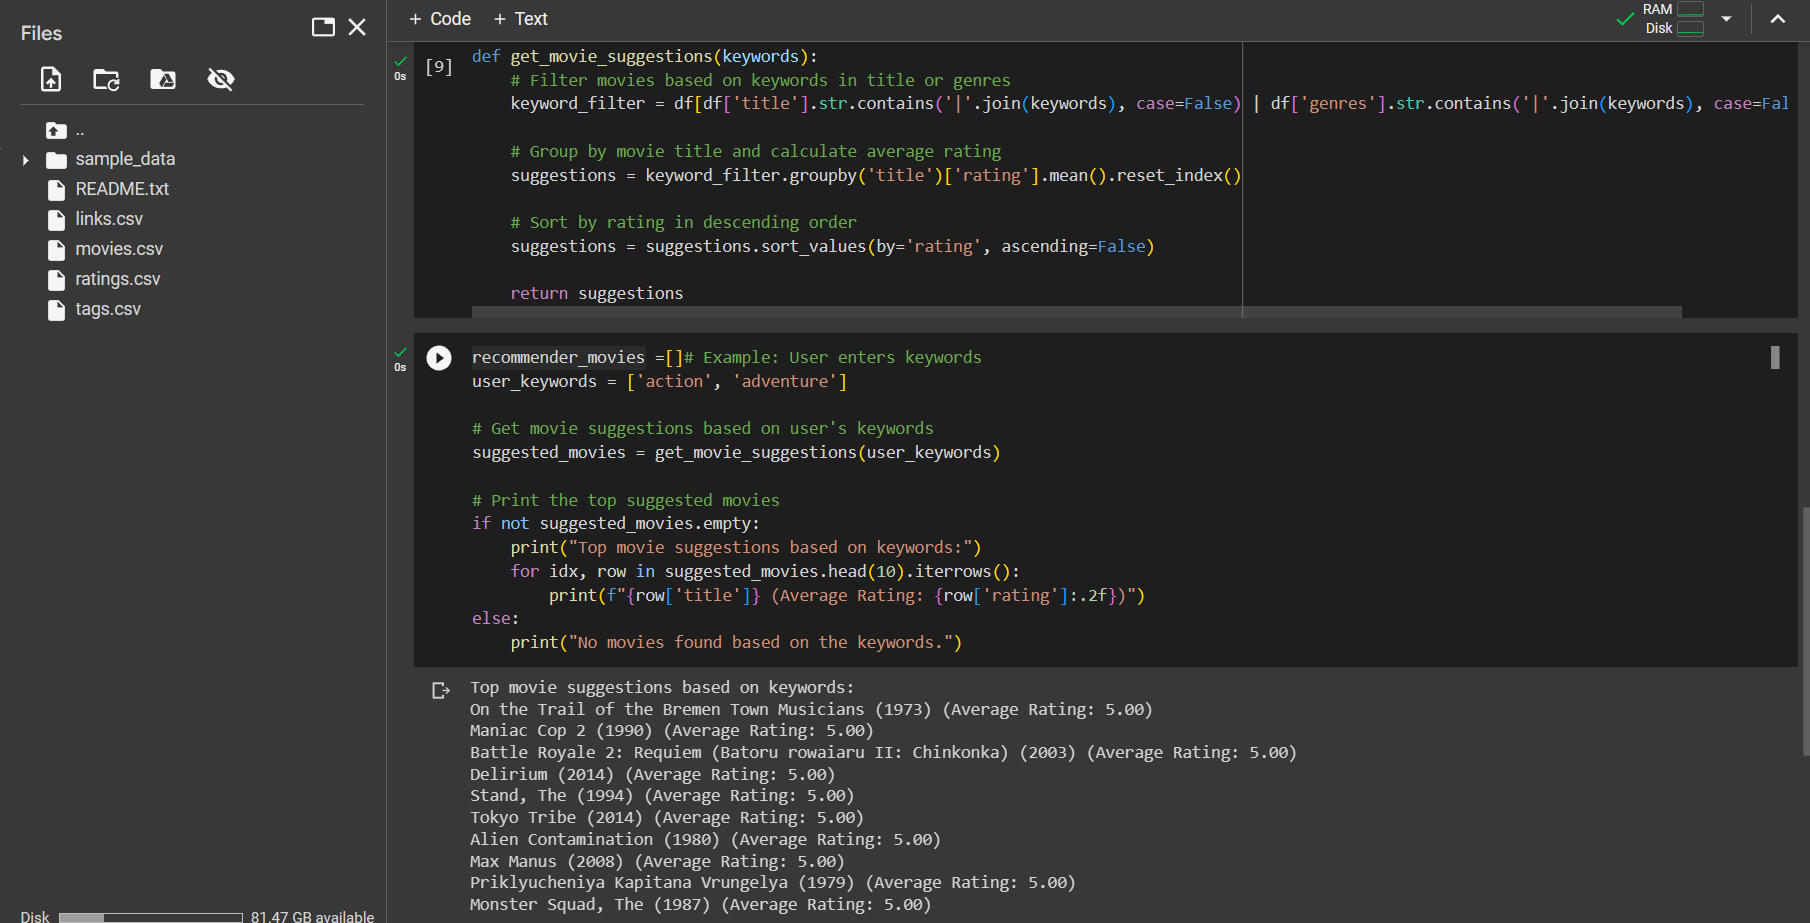 Files
..
sample_data
README.txt
links.csv
movies.csv
ratings.csv
tags.csv
Disk 81.47 GB available
+ Code + Text
RAM
Disk
0s
[9]
def get_movie_suggestions(keywords):
    # Filter movies based on keywords in title or genres
    keyword_filter = df[df['title'].str.contains('|'.join(keywords), case=False) | df['genres'].str.contains('|'.join(keywords), case=Fal
    # Group by movie title and calculate average rating
    suggestions = keyword_filter.groupby('title')['rating'].mean().reset_index()
    # Sort by rating in descending order
    suggestions = suggestions.sort_values(by='rating', ascending=False)
    return suggestions
0s
recommender_movies =[]# Example: User enters keywords
user_keywords = ['action', 'adventure']
# Get movie suggestions based on user's keywords
suggested_movies = get_movie_suggestions(user_keywords)
# Print the top suggested movies
if not suggested_movies.empty:
    print("Top movie suggestions based on keywords:")
    for idx, row in suggested_movies.head(10).iterrows():
        print(f"{row['title']} (Average Rating: {row['rating']:.2f})")
else:
    print("No movies found based on the keywords.")
Top movie suggestions based on keywords:
On the Trail of the Bremen Town Musicians (1973) (Average Rating: 5.00)
Maniac Cop 2 (1990) (Average Rating: 5.00)
Battle Royale 2: Requiem (Batoru rowaiaru II: Chinkonka) (2003) (Average Rating: 5.00)
Delirium (2014) (Average Rating: 5.00)
Stand, The (1994) (Average Rating: 5.00)
Tokyo Tribe (2014) (Average Rating: 5.00)
Alien Contamination (1980) (Average Rating: 5.00)
Max Manus (2008) (Average Rating: 5.00)
Priklyucheniya Kapitana Vrungelya (1979) (Average Rating: 5.00)
Monster Squad, The (1987) (Average Rating: 5.00)